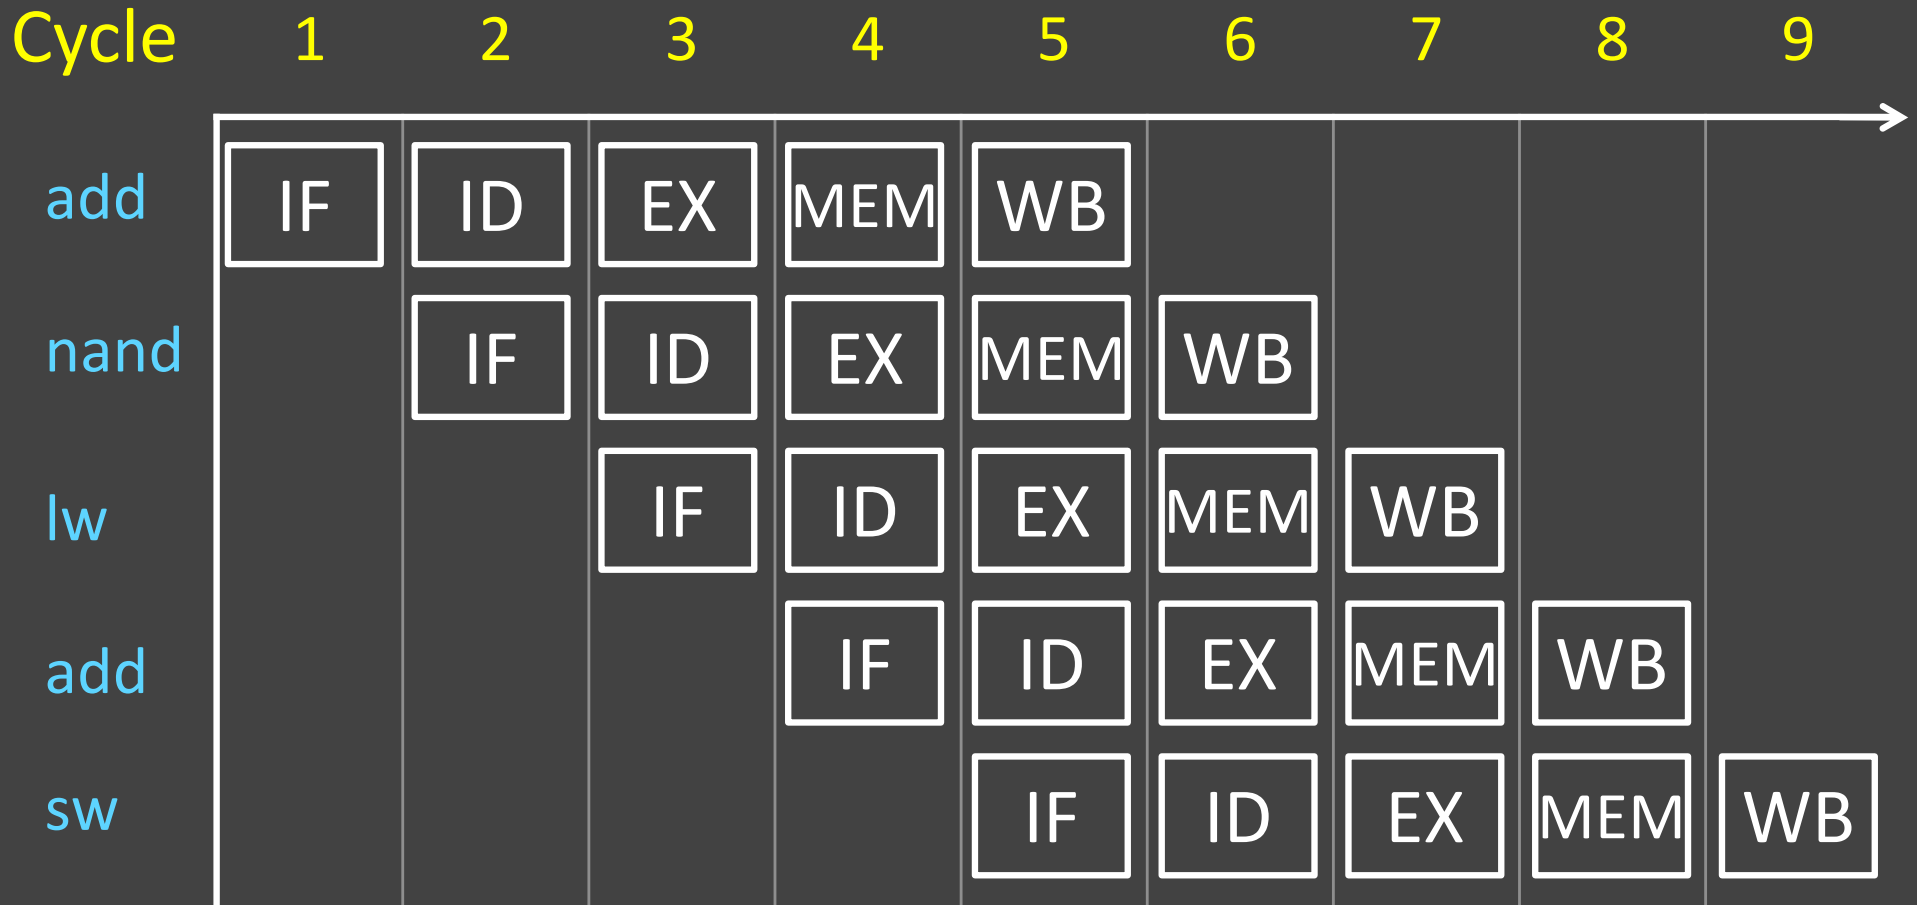 Cycle 1 2 3 4 5 6 7 8 9
add IF ID EX MEM WB
nand IF ID EX MEM WB
lw IF ID EX MEM WB
add IF ID EX MEM WB
sw IF ID EX MEM WB